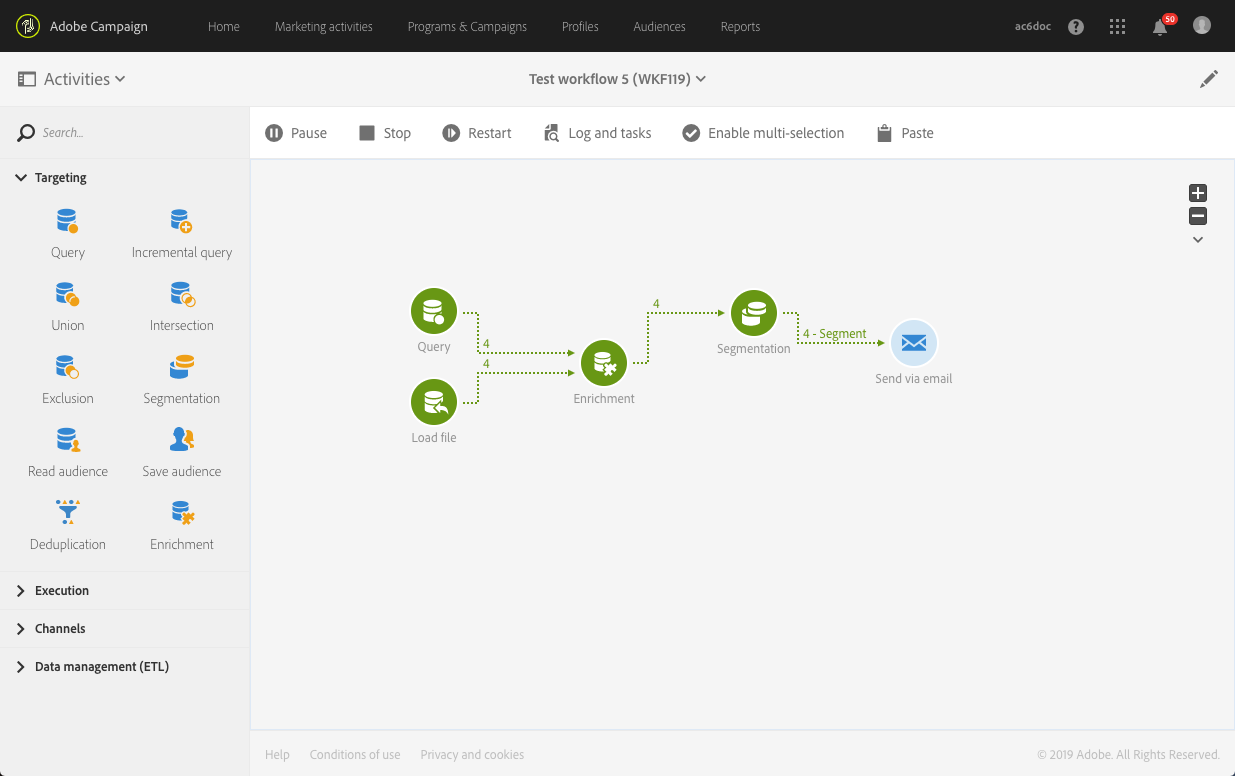 Adobe Campaign Home Marketing activities Programs & Campaigns Profiles Audiences Reports ac6doc ? 50
Activities Test workflow 5 (WKF119)
Search... Pause Stop Restart Log and tasks Enable multi-selection Paste
Targeting
Query Incremental query
Union Intersection
Exclusion Segmentation
Read audience Save audience
Deduplication Enrichment
Execution
Channels
Data management (ETL)
4
4 - Segment
Query
4
Segmentation
4
Send via email
Enrichment
Load file
Help Conditions of use Privacy and cookies © 2019 Adobe. All Rights Reserved.